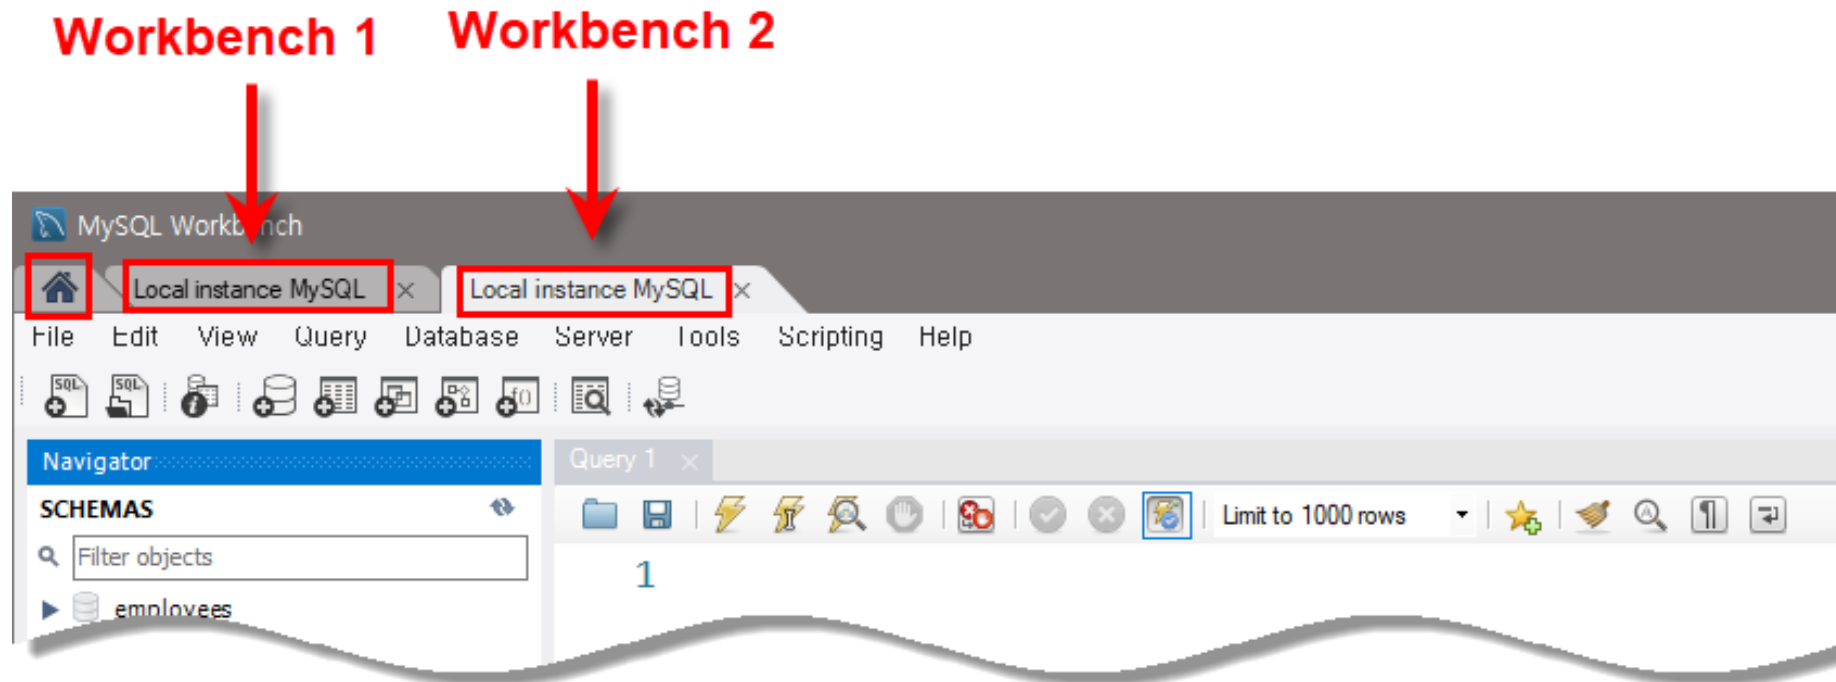 Workbench 1 Workbench 2
MySQL Workbench
Local instance MySQL Local instance MySQL
File Edit View Query Database Server Tools Scripting Help
Navigator Query 1
SCHEMAS Limit to 1000 rows
Filter objects
1
employees